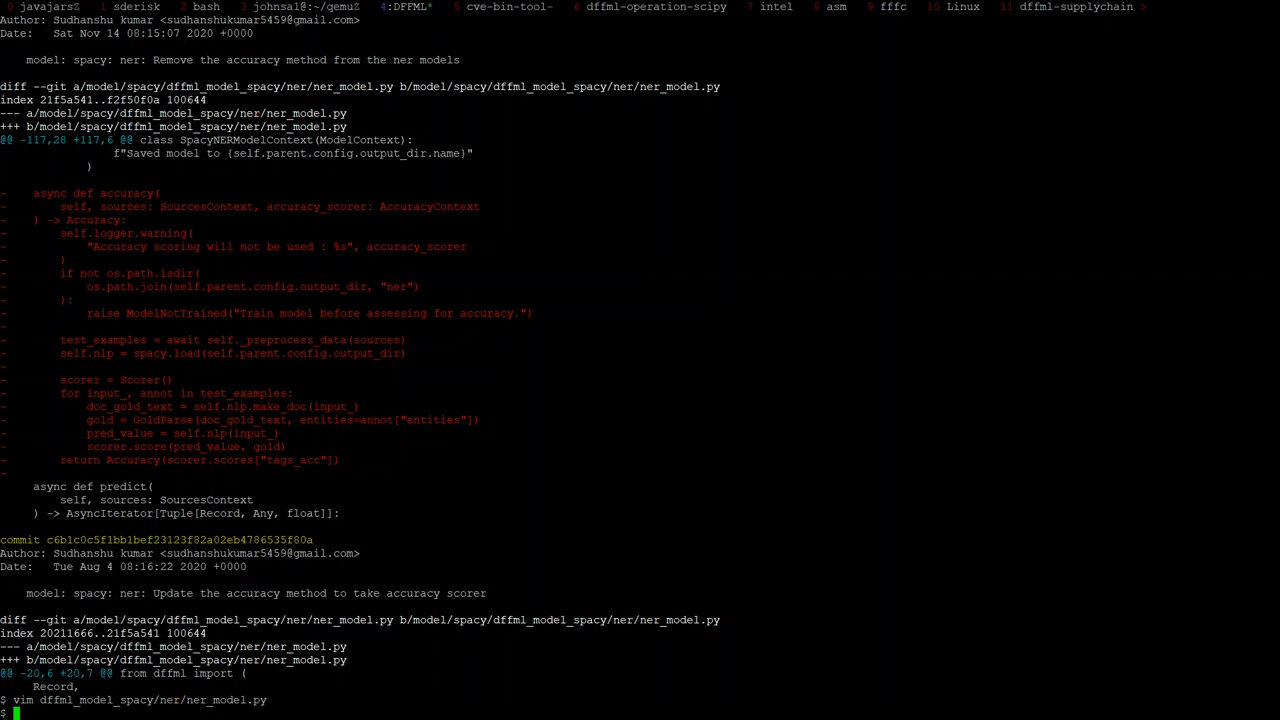 0 javajarsZ  1 sderisk  2 bash  3 johnsal@:~/qemuZ  4:DFFML*  5 cve-bin-tool-  6 dffml-operation-scipy  7 intel  8 asm  9 fffc  10 Linux  11 dffml-supplychain >
Author: Sudhanshu kumar <sudhanshukumar5459@gmail.com>
Date:   Sat Nov 14 08:15:07 2020 +0000
    model: spacy: ner: Remove the accuracy method from the ner models
diff --git a/model/spacy/dffml_model_spacy/ner/ner_model.py b/model/spacy/dffml_model_spacy/ner/ner_model.py
index 21f5a541..f2f50f0a 100644
--- a/model/spacy/dffml_model_spacy/ner/ner_model.py
+++ b/model/spacy/dffml_model_spacy/ner/ner_model.py
@@ -117,28 +117,6 @@ class SpacyNERModelContext(ModelContext):
                 f"Saved model to {self.parent.config.output_dir.name}"
             )
-    async def accuracy(
-        self, sources: SourcesContext, accuracy_scorer: AccuracyContext
-    ) -> Accuracy:
-        self.logger.warning(
-            "Accuracy scoring will not be used : %s", accuracy_scorer
-        )
-        if not os.path.isdir(
-            os.path.join(self.parent.config.output_dir, "ner")
-        ):
-            raise ModelNotTrained("Train model before assessing for accuracy.")
-
-        test_examples = await self._preprocess_data(sources)
-        self.nlp = spacy.load(self.parent.config.output_dir)
-
-        scorer = Scorer()
-        for input_, annot in test_examples:
-            doc_gold_text = self.nlp.make_doc(input_)
-            gold = GoldParse(doc_gold_text, entities=annot["entities"])
-            pred_value = self.nlp(input_)
-            scorer.score(pred_value, gold)
-        return Accuracy(scorer.scores["tags_acc"])
-
     async def predict(
         self, sources: SourcesContext
     ) -> AsyncIterator[Tuple[Record, Any, float]]:
commit c6b1c0c5f1bb1bef23123f82a02eb4786535f80a
Author: Sudhanshu kumar <sudhanshukumar5459@gmail.com>
Date:   Tue Aug 4 08:16:22 2020 +0000
    model: spacy: ner: Update the accuracy method to take accuracy scorer
diff --git a/model/spacy/dffml_model_spacy/ner/ner_model.py b/model/spacy/dffml_model_spacy/ner/ner_model.py
index 20211666..21f5a541 100644
--- a/model/spacy/dffml_model_spacy/ner/ner_model.py
+++ b/model/spacy/dffml_model_spacy/ner/ner_model.py
@@ -20,6 +20,7 @@ from dffml import (
     Record,
$ vim dffml_model_spacy/ner/ner_model.py
$